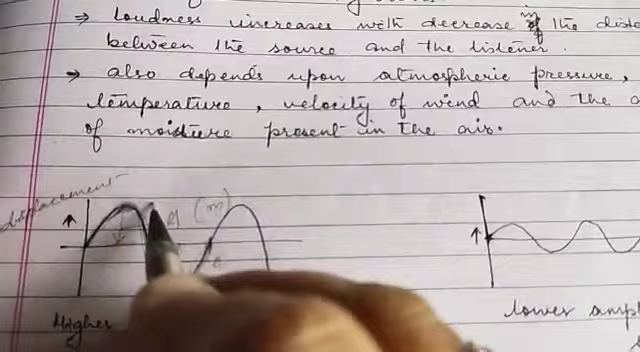 ⇒ loudness increases with decrease in the dista
between the source and the listener.
→ also depends upon atmospheric pressure,
temperature, velocity of wind and the a
of moisture present in the air.
displacement
(m)
Higher
lower ampl